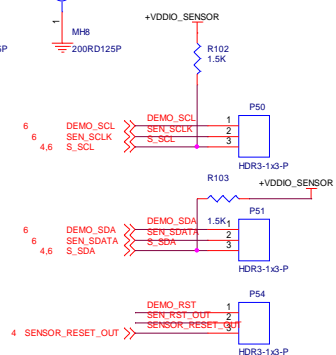 1
MH8
5P
200RD125P
+VDDIO_SENSOR
R102
1.5K
P50
6 DEMO_SCL DEMO_SCL 1
6 SEN_SCLK SEN_SCLK 2
4,6 S_SCL S_SCL 3
HDR3-1x3-P
R103
+VDDIO_SENSOR
1.5K
P51
6 DEMO_SDA DEMO_SDA 1
6 SEN_SDATA SEN_SDATA 2
4,6 S_SDA S_SDA 3
HDR3-1x3-P
P54
DEMO_RST 1
SEN_RST_OUT 2
4 SENSOR_RESET_OUT SENSOR_RESET_OUT 3
HDR3-1x3-P